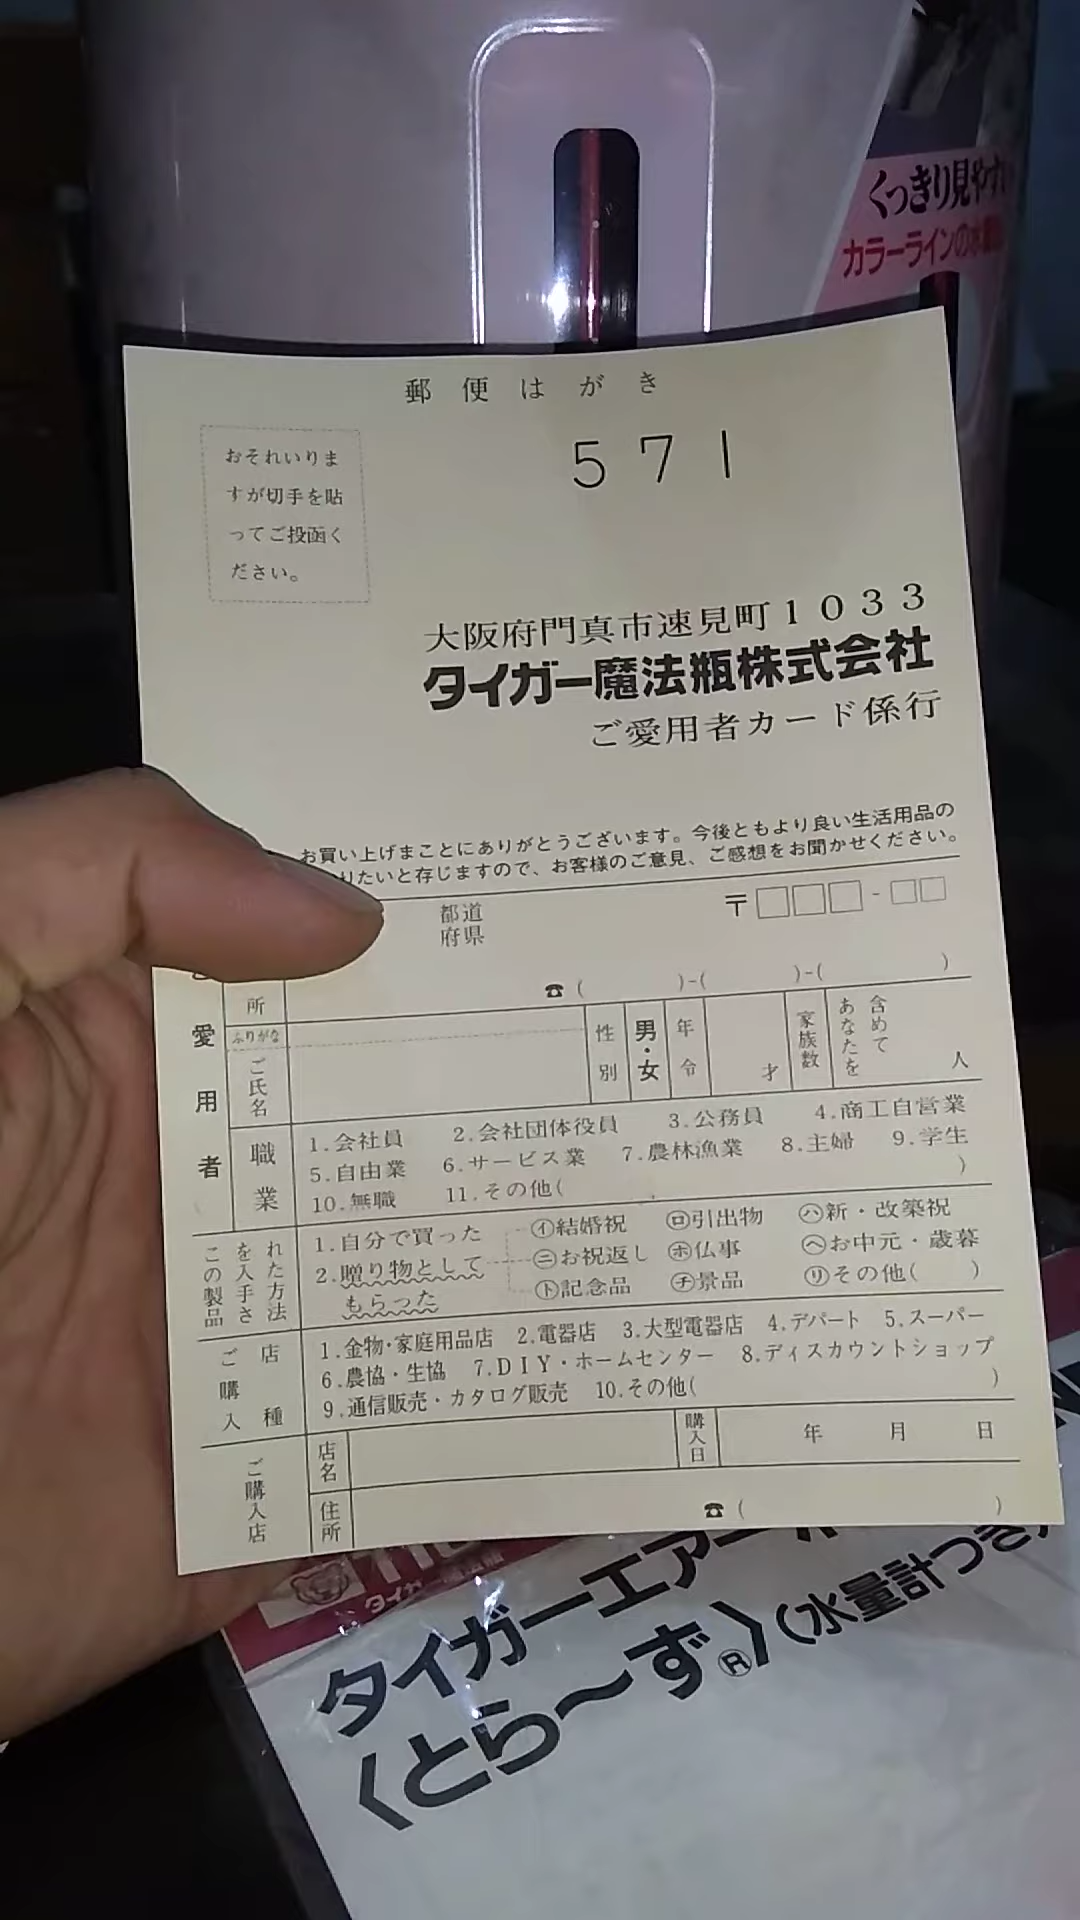 くっきり見やす
カラーラインの水量
郵便はがき
おそれいりま
すが切手を貼
ってご投函く
ださい。
571
大阪府門真市速見町1033
タイガー魔法瓶株式会社
ご愛用者カード係行
お買い上げまことにありがとうございます。今後ともより良い生活用品の
りたいと存じますので、お客様のご意見、ご感想をお聞かせください。
愛用者
所
都道
府県
〒□□□-□□
☎( )-( )-( )
ふりがな
ご氏名
性別
男・女
年令
才
家族数
あなたを
含めて
人
職業
1.会社員 2.会社団体役員 3.公務員 4.商工自営業
5.自由業 6.サービス業 7.農林漁業 8.主婦 9.学生
10.無職 11.その他( )
この製品
を入手さ
れた方法
1.自分で買った
2.贈り物として
もらった
㋑結婚祝 ㋺引出物 ㋩新・改築祝
㋥お祝返し ㋭仏事 ㋬お中元・歳暮
㋣記念品 ㋠景品 ㋷その他( )
ご購入
店種
1.金物・家庭用品店 2.電器店 3.大型電器店 4.デパート 5.スーパー
6.農協・生協 7.DIY・ホームセンター 8.ディスカウントショップ
9.通信販売・カタログ販売 10.その他( )
ご購入店
店名
購入日
年 月 日
住所
☎( )
タイガー魔法瓶
タイガーエアー
〈とら〜ず®〉(水量計つき)